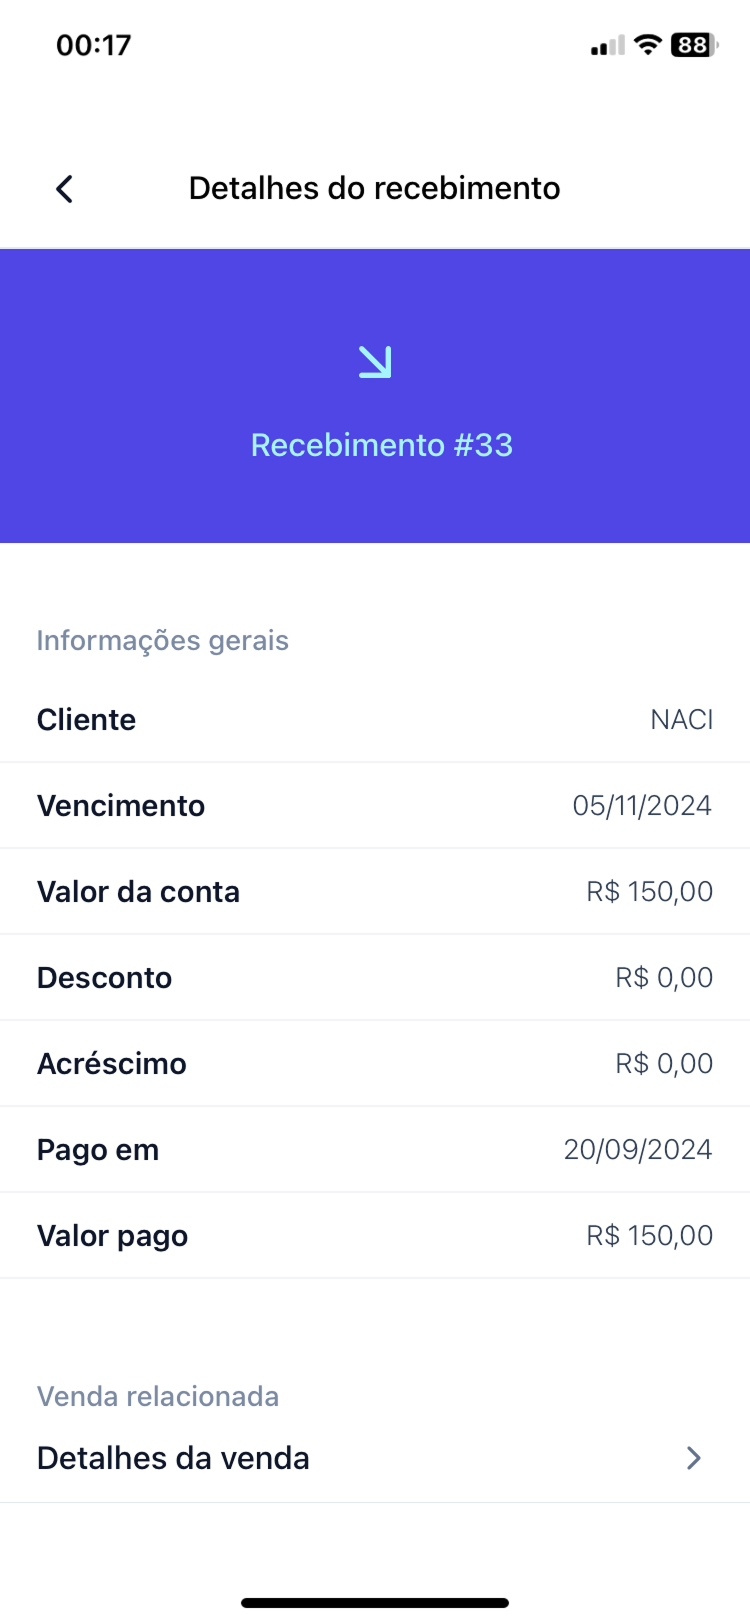 00:17
88
Detalhes do recebimento
Recebimento #33
Informações gerais
Cliente NACI
Vencimento 05/11/2024
Valor da conta R$ 150,00
Desconto R$ 0,00
Acréscimo R$ 0,00
Pago em 20/09/2024
Valor pago R$ 150,00
Venda relacionada
Detalhes da venda